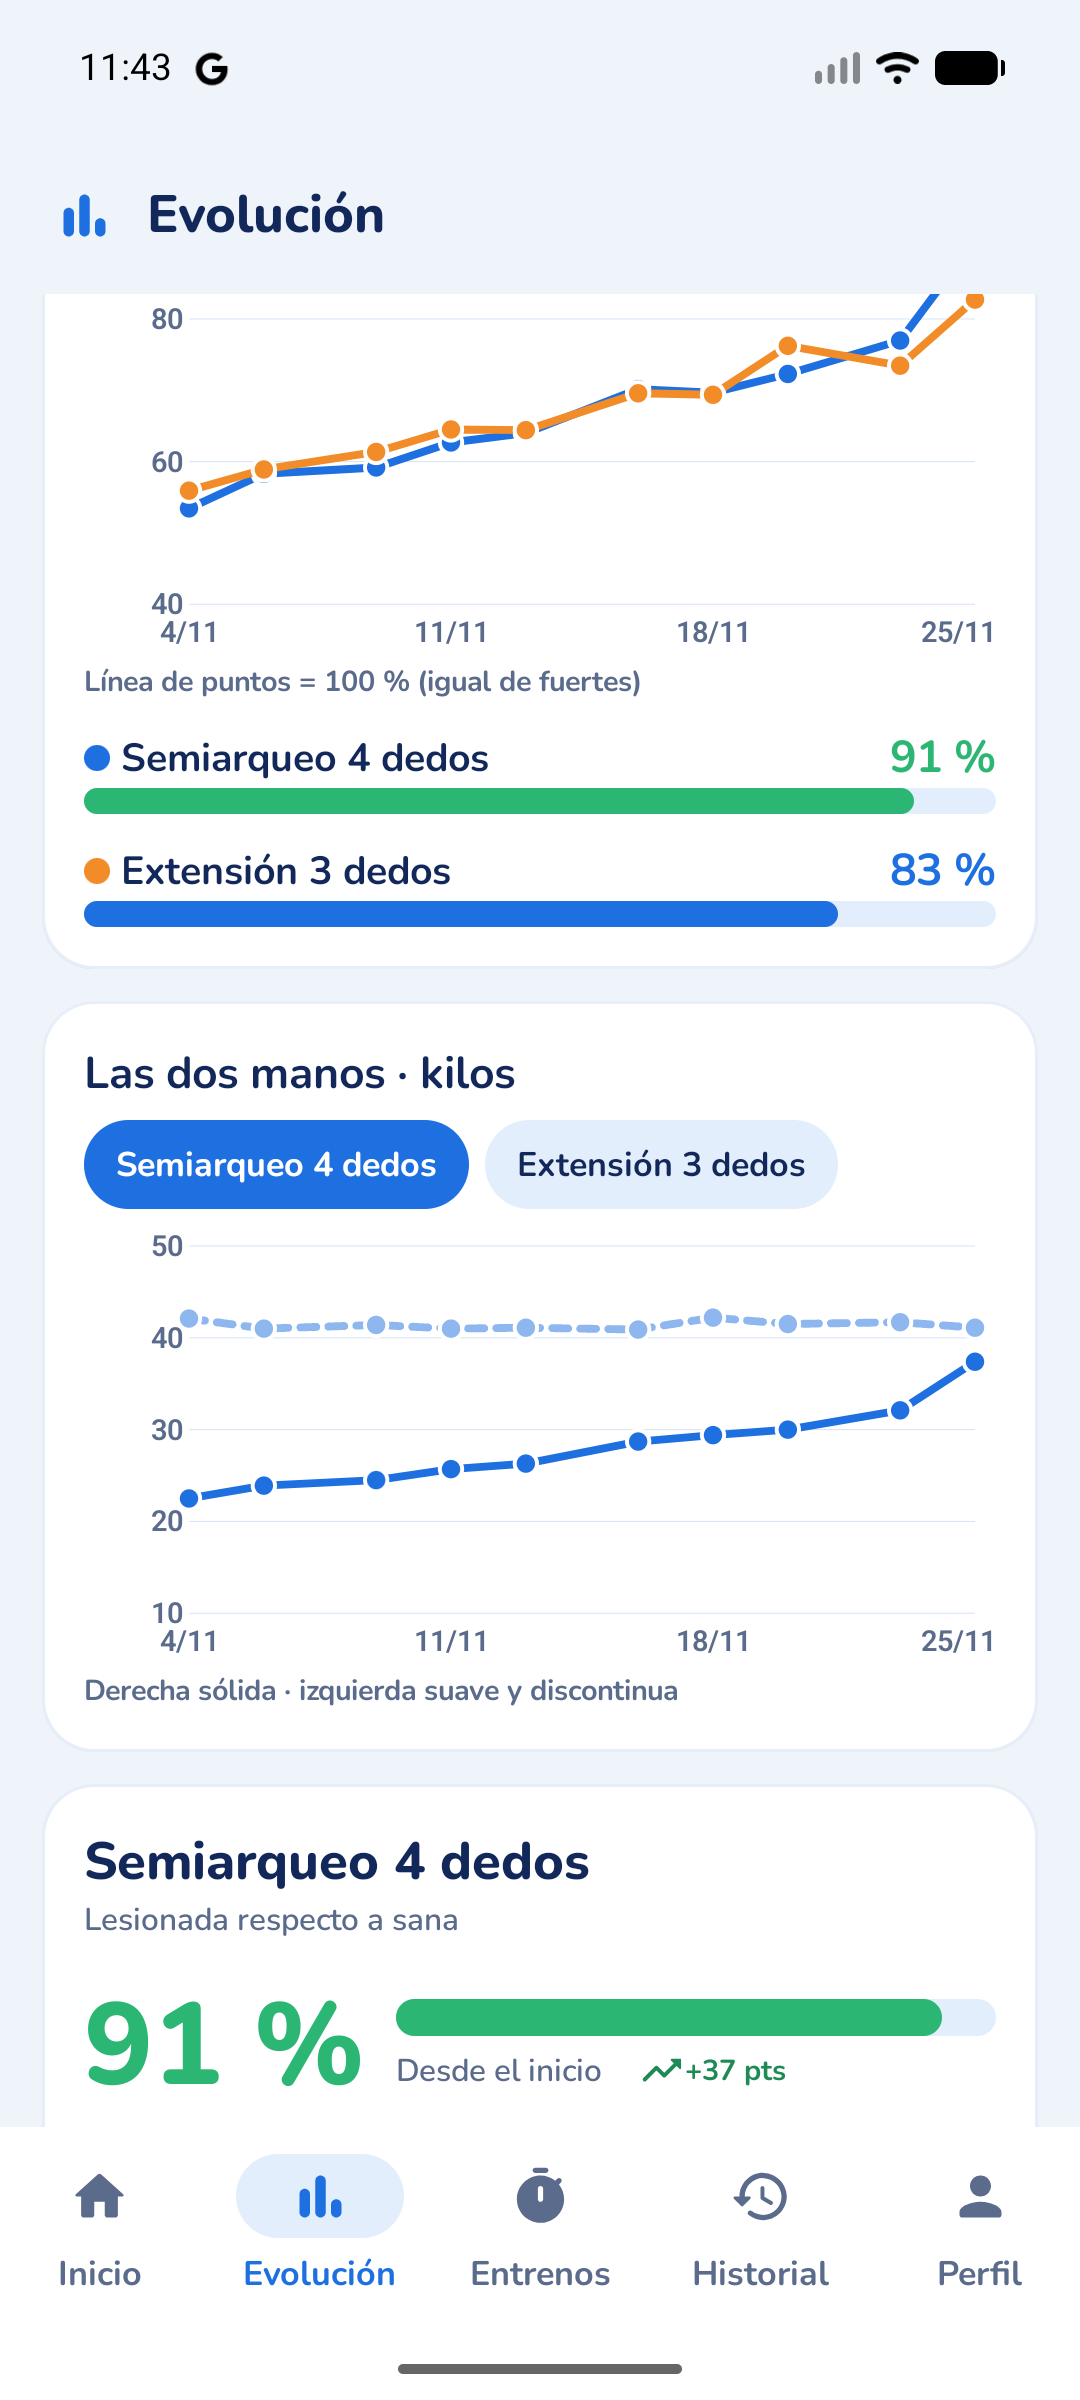 11:43
Evolución
80
60
40
4/11 11/11 18/11 25/11
Línea de puntos = 100 % (igual de fuertes)
Semiarqueo 4 dedos 91 %
Extensión 3 dedos 83 %
Las dos manos · kilos
Semiarqueo 4 dedos Extensión 3 dedos
50
40
30
20
10
4/11 11/11 18/11 25/11
Derecha sólida · izquierda suave y discontinua
Semiarqueo 4 dedos
Lesionada respecto a sana
91 %
Desde el inicio +37 pts
Inicio Evolución Entrenos Historial Perfil